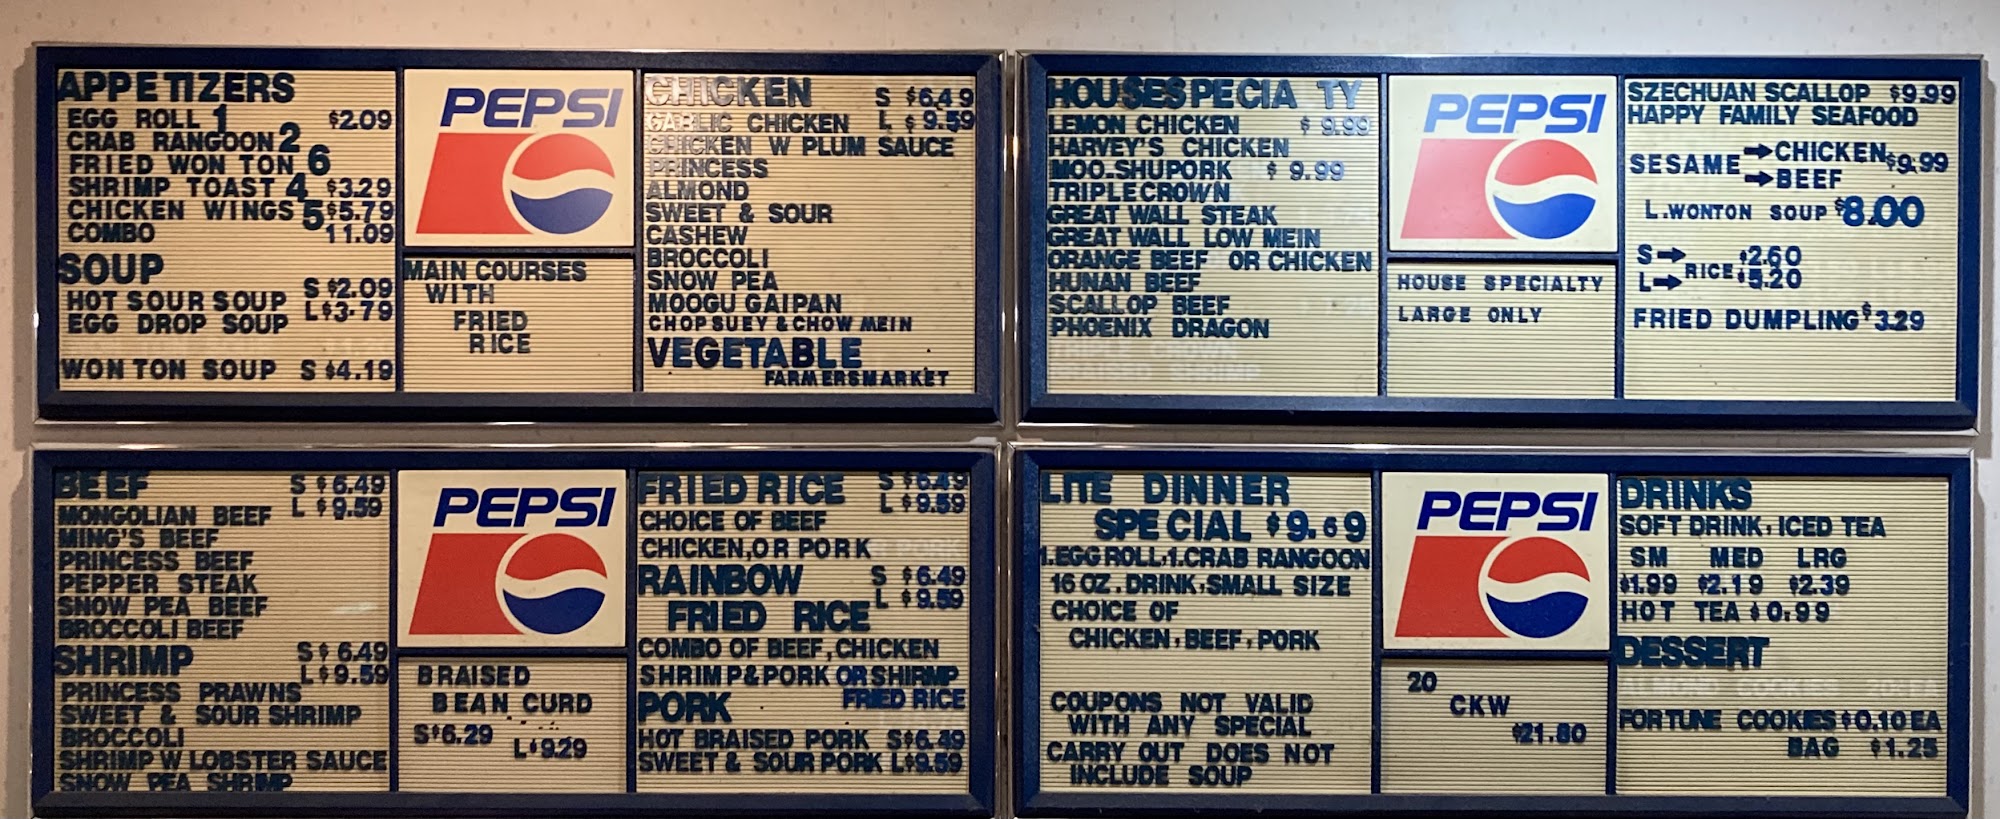 APPETIZERS
EGG ROLL 1 $2.09
CRAB RANGOON 2
FRIED WON TON 6
SHRIMP TOAST 4 $3.29
CHICKEN WINGS 5 $5.79
COMBO 11.09
SOUP
HOT SOUR SOUP S $2.09
EGG DROP SOUP L $3.79
WON TON SOUP S $4.19
PEPSI
MAIN COURSES
WITH
FRIED
RICE
CHICKEN S $6.49
GARLIC CHICKEN L $9.59
CHICKEN W PLUM SAUCE
PRINCESS
ALMOND
SWEET & SOUR
CASHEW
BROCCOLI
SNOW PEA
MOOGU GAIPAN
CHOP SUEY & CHOW MEIN
VEGETABLE
FARMERSMARKET
HOUSESPECIA TY
LEMON CHICKEN $ 9.99
HARVEY'S CHICKEN
MOO.SHUPORK $ 9.99
TRIPLECROWN
GREAT WALL STEAK
GREAT WALL LOW MEIN
ORANGE BEEF OR CHICKEN
HUNAN BEEF
SCALLOP BEEF
PHOENIX DRAGON
PEPSI
HOUSE SPECIALTY
LARGE ONLY
SZECHUAN SCALLOP $9.99
HAPPY FAMILY SEAFOOD
SESAME → CHICKEN $9.99
→ BEEF
L.WONTON SOUP $8.00
S → RICE $2.60
L → $5.20
FRIED DUMPLING $3.29
BEEF S $6.49
MONGOLIAN BEEF L $9.59
MING'S BEEF
PRINCESS BEEF
PEPPER STEAK
SNOW PEA BEEF
BROCCOLI BEEF
SHRIMP S $6.49
L $9.59
PRINCESS PRAWNS
SWEET & SOUR SHRIMP
BROCCOLI
SHRIMP W LOBSTER SAUCE
SNOW PEA SHRIMP
PEPSI
BRAISED
BEAN CURD
S$6.29 L$9.29
FRIED RICE S $6.49
L $9.59
CHOICE OF BEEF
CHICKEN,OR PORK
RAINBOW S $6.49
FRIED RICE L $9.59
COMBO OF BEEF,CHICKEN
SHRIMP&PORK OR SHIRMP
FRIED RICE
PORK
HOT BRAISED PORK S$6.49
SWEET & SOUR PORK L$9.59
LITE DINNER
SPECIAL $9.69
1.EGG ROLL,1.CRAB RANGOON
16 OZ.DRINK,SMALL SIZE
CHOICE OF
CHICKEN,BEEF,PORK
COUPONS NOT VALID
WITH ANY SPECIAL
CARRY OUT DOES NOT
INCLUDE SOUP
PEPSI
20
CKW
$21.80
DRINKS
SOFT DRINK, ICED TEA
SM MED LRG
$1.99 $2.19 $2.39
HOT TEA $0.99
DESSERT
FORTUNE COOKIES $0.10 EA
BAG $1.25